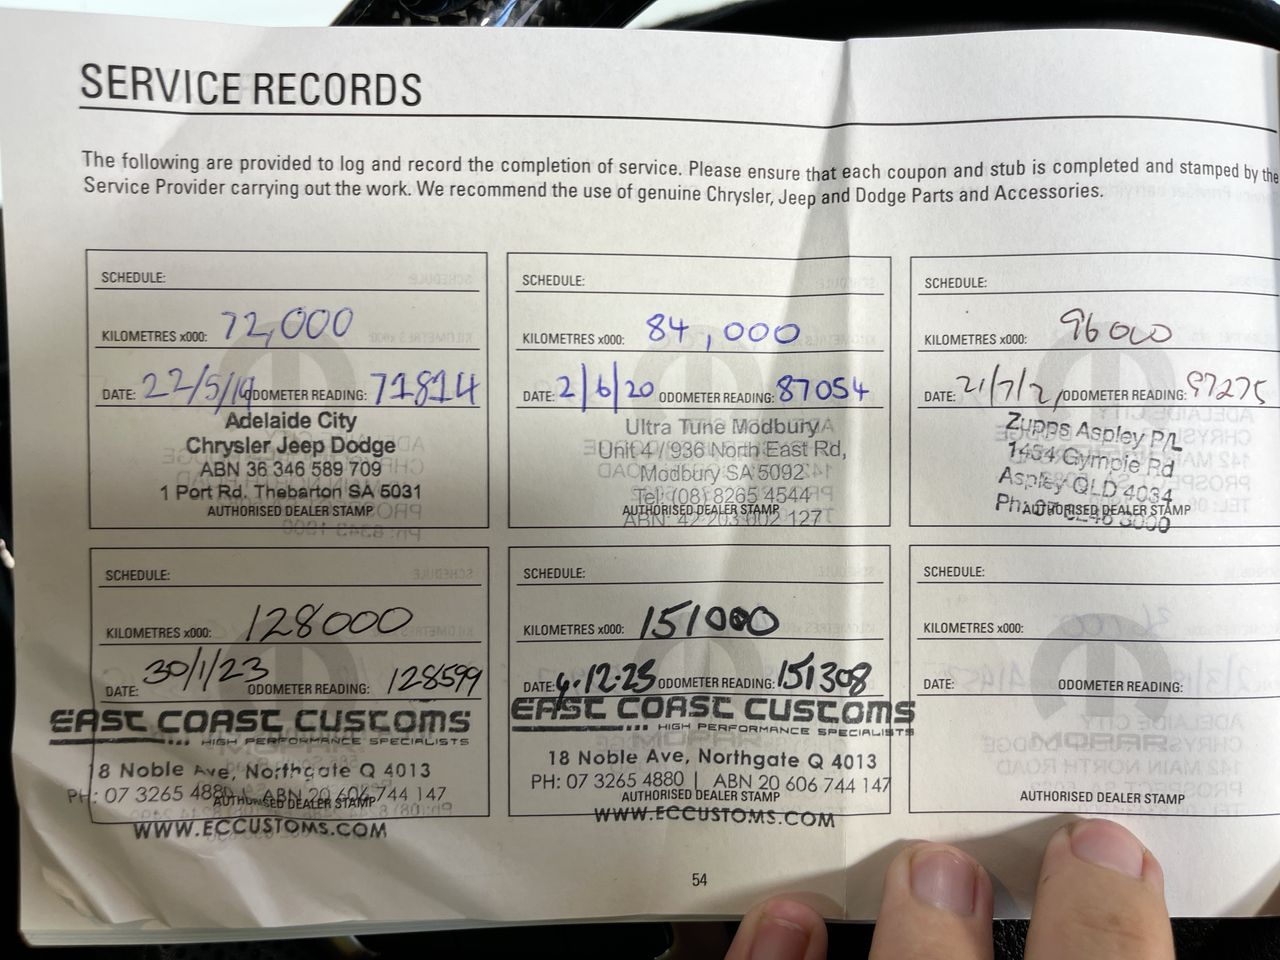 SERVICE RECORDS
The following are provided to log and record the completion of service. Please ensure that each coupon and stub is completed and stamped by the
Service Provider carrying out the work. We recommend the use of genuine Chrysler, Jeep and Dodge Parts and Accessories.
SCHEDULE:
KILOMETRES x000: 72,000
DATE: 22/5/19 ODOMETER READING: 71814
Adelaide City
Chrysler Jeep Dodge
ABN 36 346 589 709
1 Port Rd, Thebarton SA 5031
AUTHORISED DEALER STAMP
SCHEDULE:
KILOMETRES x000: 84,000
DATE: 2/6/20 ODOMETER READING: 87054
Ultra Tune Modbury
Unit 4 / 936 North East Rd,
Modbury SA 5092
Tel: (08) 8265 4544
AUTHORISED DEALER STAMP
ABN: 42 203 002 127
SCHEDULE:
KILOMETRES x000: 96000
DATE: 21/7/21 ODOMETER READING: 97275
Zupps Aspley P/L
1454 Gympie Rd
Aspley QLD 4034
AUTHORISED DEALER STAMP
SCHEDULE:
KILOMETRES x000: 128000
DATE: 30/1/23 ODOMETER READING: 128599
EAST COAST CUSTOMS
HIGH PERFORMANCE SPECIALISTS
18 Noble Ave, Northgate Q 4013
PH: 07 3265 4880 | ABN 20 606 744 147
AUTHORISED DEALER STAMP
WWW.ECCUSTOMS.COM
SCHEDULE:
KILOMETRES x000: 151000
DATE: 4.12.25 ODOMETER READING: 151308
EAST COAST CUSTOMS
HIGH PERFORMANCE SPECIALISTS
18 Noble Ave, Northgate Q 4013
PH: 07 3265 4880 | ABN 20 606 744 147
AUTHORISED DEALER STAMP
WWW.ECCUSTOMS.COM
SCHEDULE:
KILOMETRES x000:
DATE: ODOMETER READING:
AUTHORISED DEALER STAMP
54